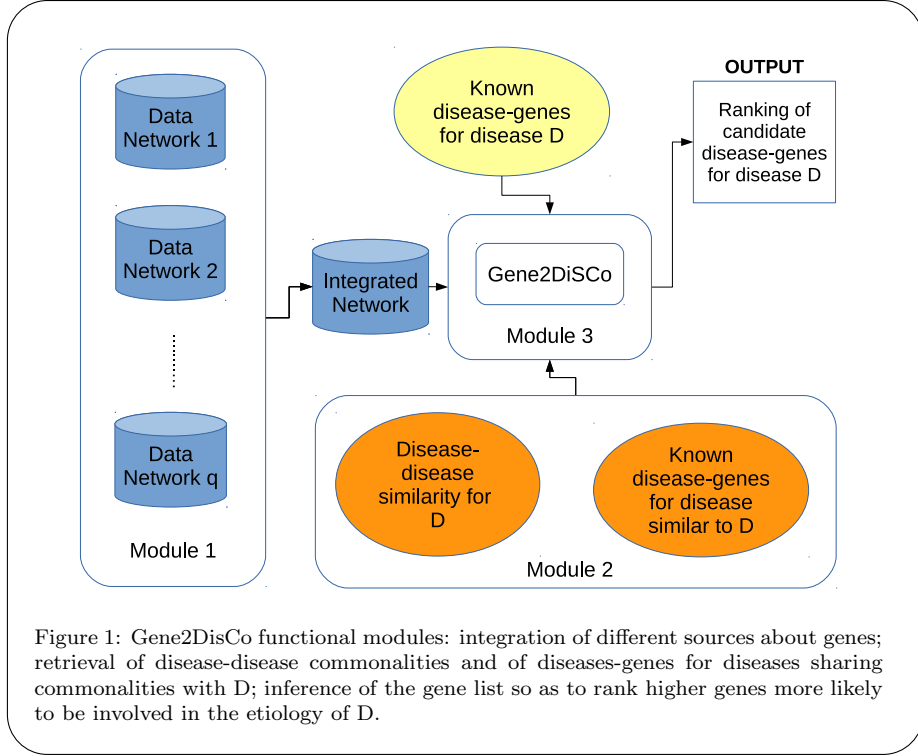 Data
Network 1
Data
Network 2
Data
Network q
Module 1
Integrated
Network
Known
disease-genes
for disease D
Gene2DiSCo
Module 3
OUTPUT
Ranking of
candidate
disease-genes
for disease D
Disease-
disease
similarity for
D
Known
disease-genes
for disease
similar to D
Module 2
Figure 1: Gene2DisCo functional modules: integration of different sources about genes;
retrieval of disease-disease commonalities and of diseases-genes for diseases sharing
commonalities with D; inference of the gene list so as to rank higher genes more likely
to be involved in the etiology of D.